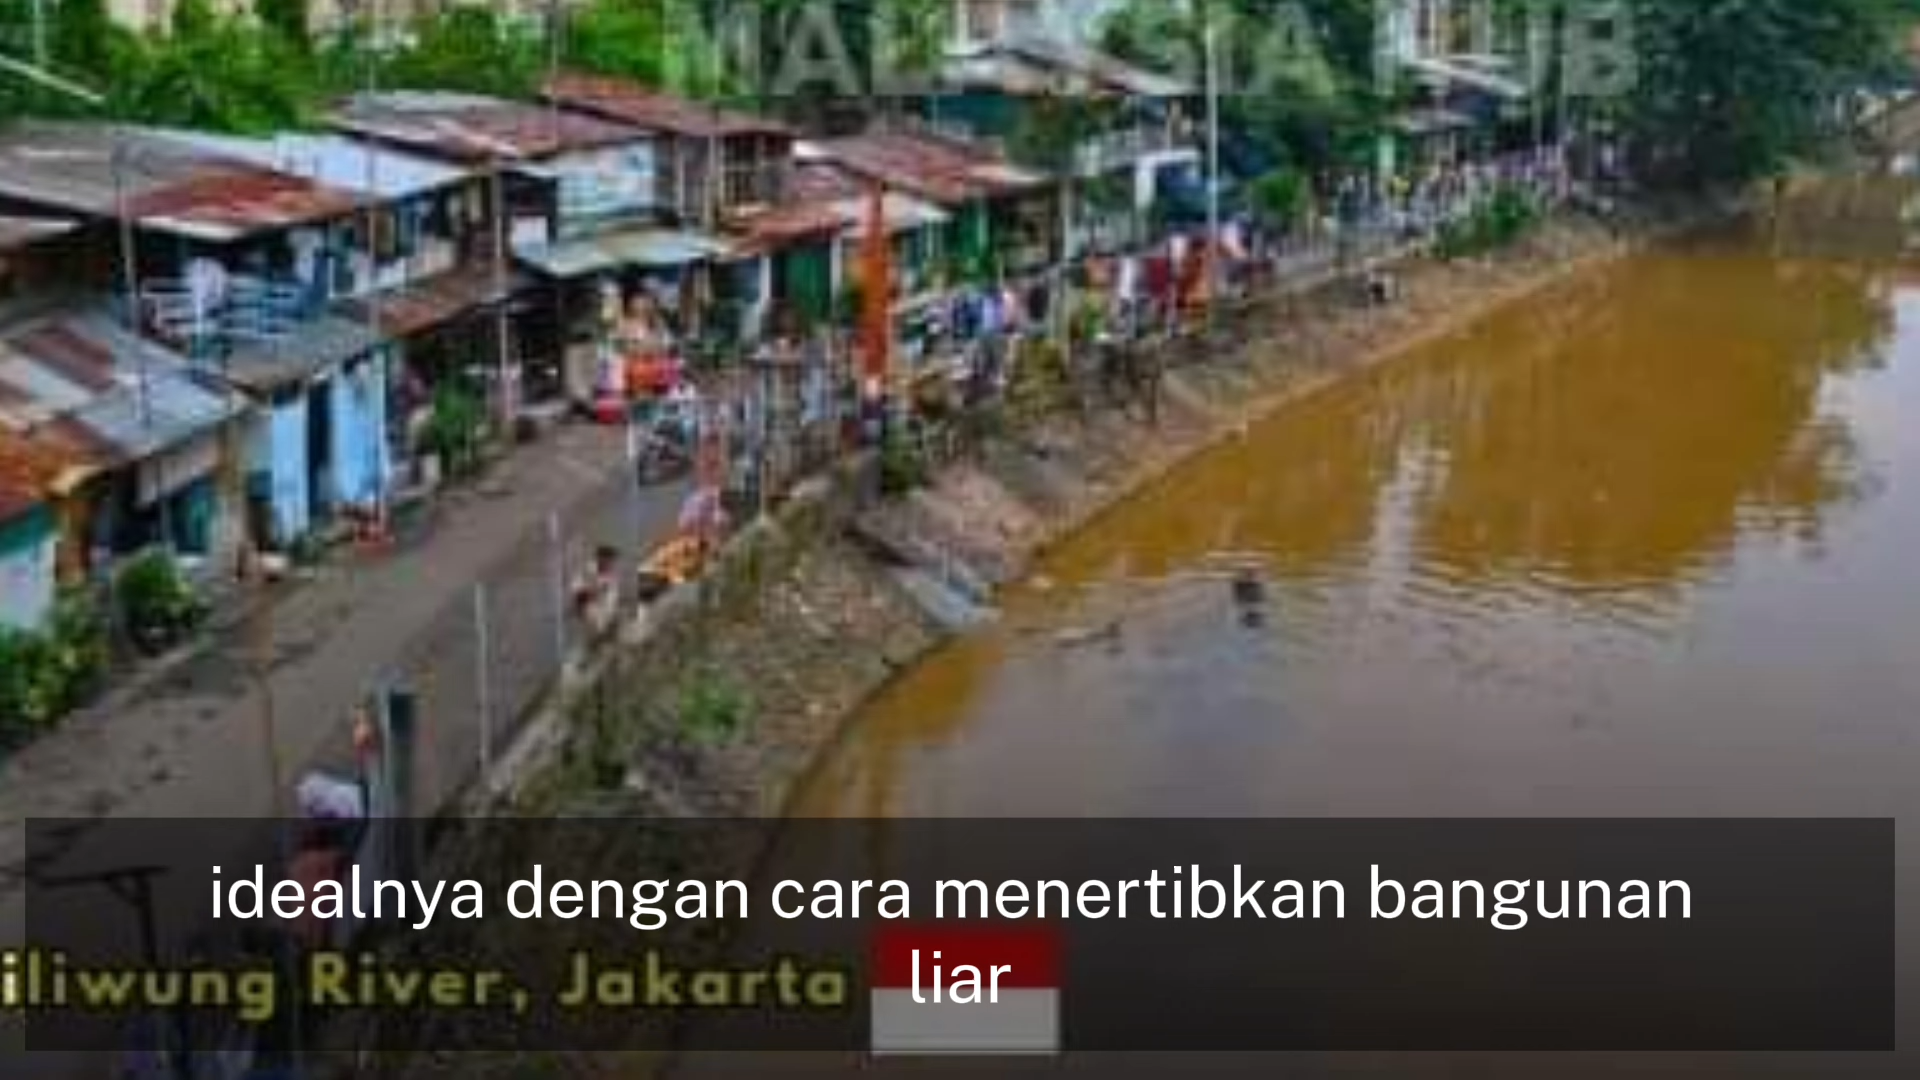 idealnya dengan cara menertibkan bangunan
liar
iliwung River, Jakarta